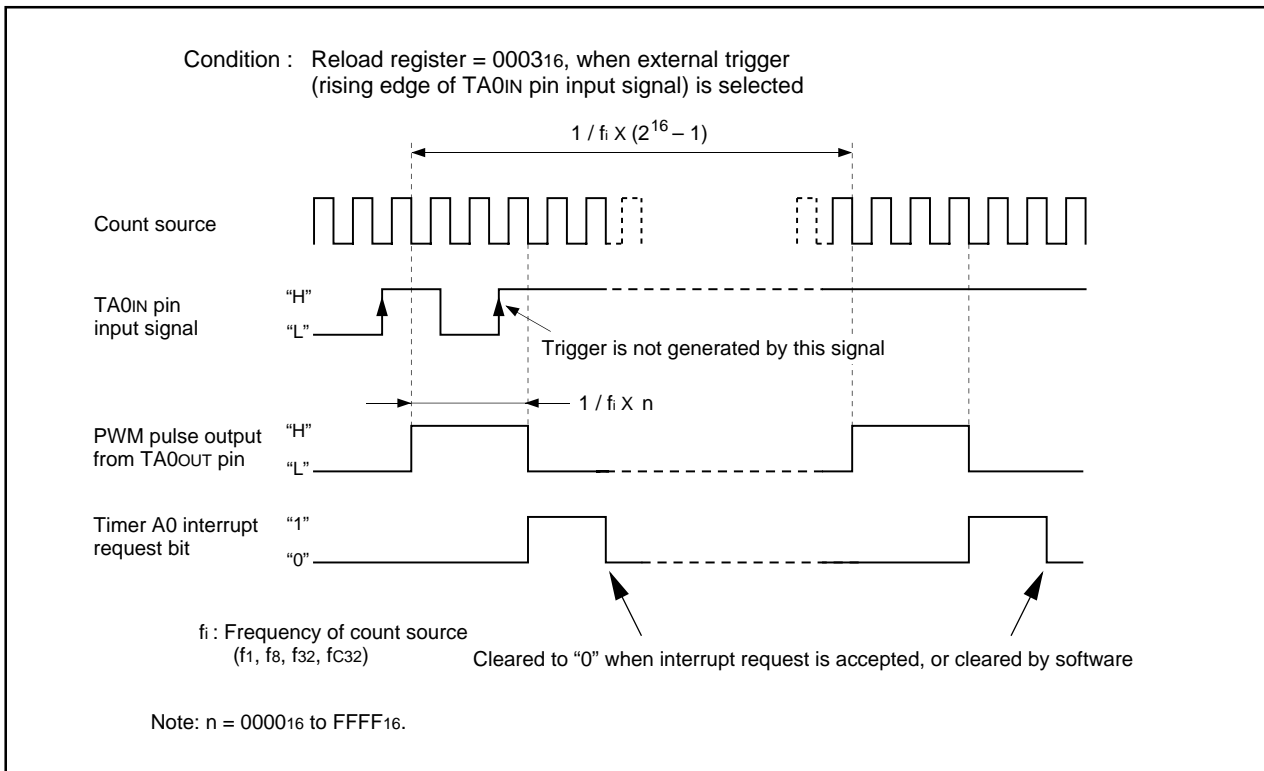 Condition : Reload register = 000316, when external trigger
(rising edge of TA0IN pin input signal) is selected
1 / fi X (2^16 – 1)
Count source
TA0IN pin
input signal
“H”
“L”
Trigger is not generated by this signal
1 / fi X n
PWM pulse output
from TA0OUT pin
“H”
“L”
Timer A0 interrupt
request bit
“1”
“0”
fi : Frequency of count source
(f1, f8, f32, fC32)
Cleared to “0” when interrupt request is accepted, or cleared by software
Note: n = 000016 to FFFF16.